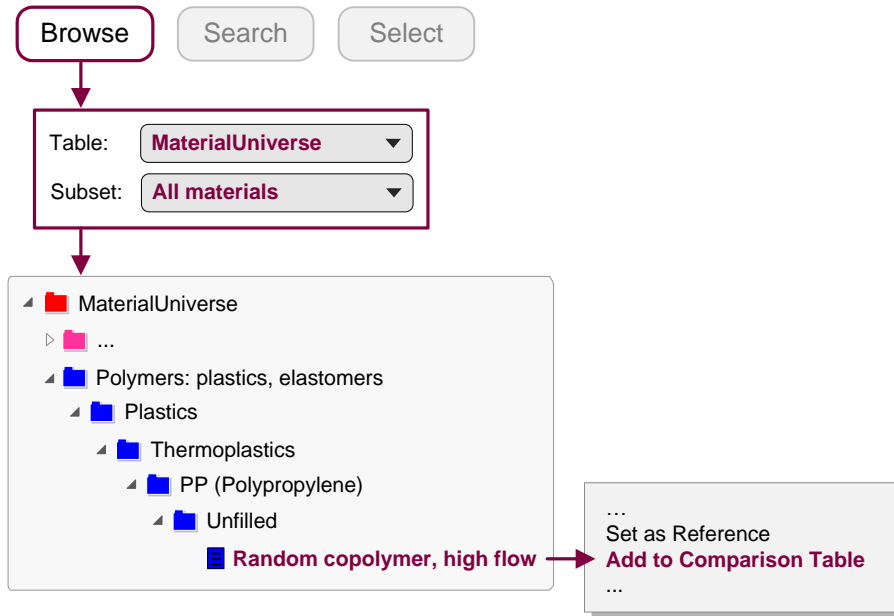 Browse Search Select
Table: MaterialUniverse
Subset: All materials
MaterialUniverse
...
Polymers: plastics, elastomers
Plastics
Thermoplastics
PP (Polypropylene)
Unfilled
Random copolymer, high flow
...
Set as Reference
Add to Comparison Table
...